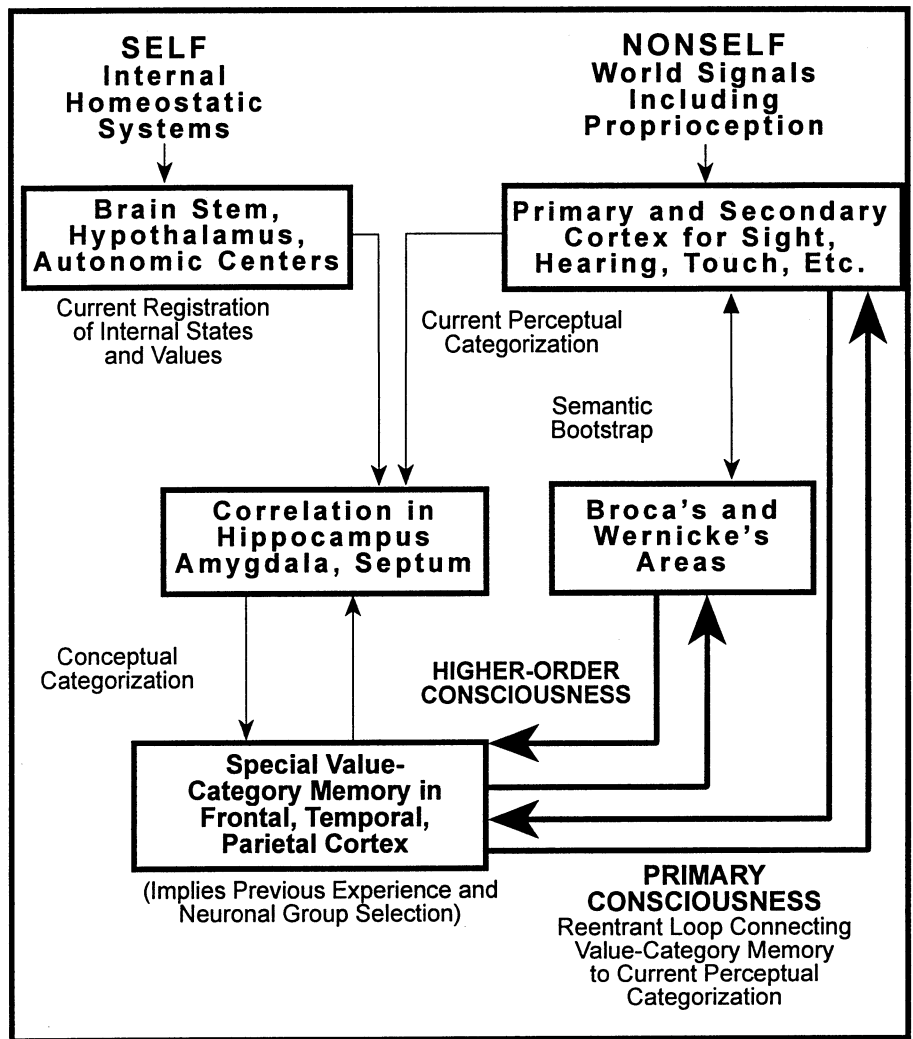 SELF
Internal
Homeostatic
Systems
NONSELF
World Signals
Including
Proprioception
Brain Stem,
Hypothalamus,
Autonomic Centers
Primary and Secondary
Cortex for Sight,
Hearing, Touch, Etc.
Current Registration
of Internal States
and Values
Current Perceptual
Categorization
Semantic
Bootstrap
Correlation in
Hippocampus
Amygdala, Septum
Broca's and
Wernicke's
Areas
Conceptual
Categorization
HIGHER-ORDER
CONSCIOUSNESS
Special Value-
Category Memory in
Frontal, Temporal,
Parietal Cortex
(Implies Previous Experience and
Neuronal Group Selection)
PRIMARY
CONSCIOUSNESS
Reentrant Loop Connecting
Value-Category Memory
to Current Perceptual
Categorization